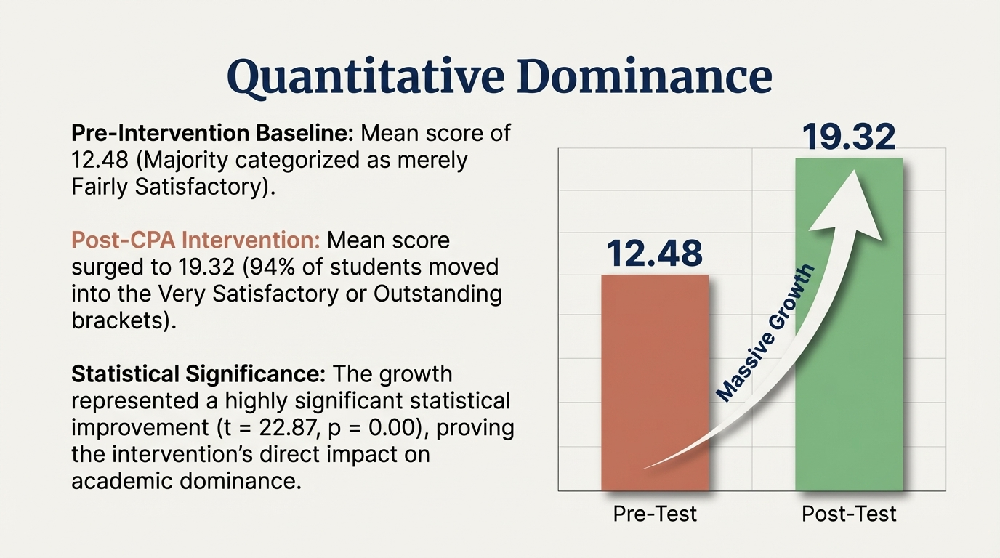 Quantitative Dominance
Pre-Intervention Baseline: Mean score of
12.48 (Majority categorized as merely
Fairly Satisfactory).
Post-CPA Intervention: Mean score
surged to 19.32 (94% of students moved
into the Very Satisfactory or Outstanding
brackets).
Statistical Significance: The growth
represented a highly significant statistical
improvement (t = 22.87, p = 0.00), proving
the intervention’s direct impact on
academic dominance.
12.48
19.32
Massive Growth
Pre-Test
Post-Test